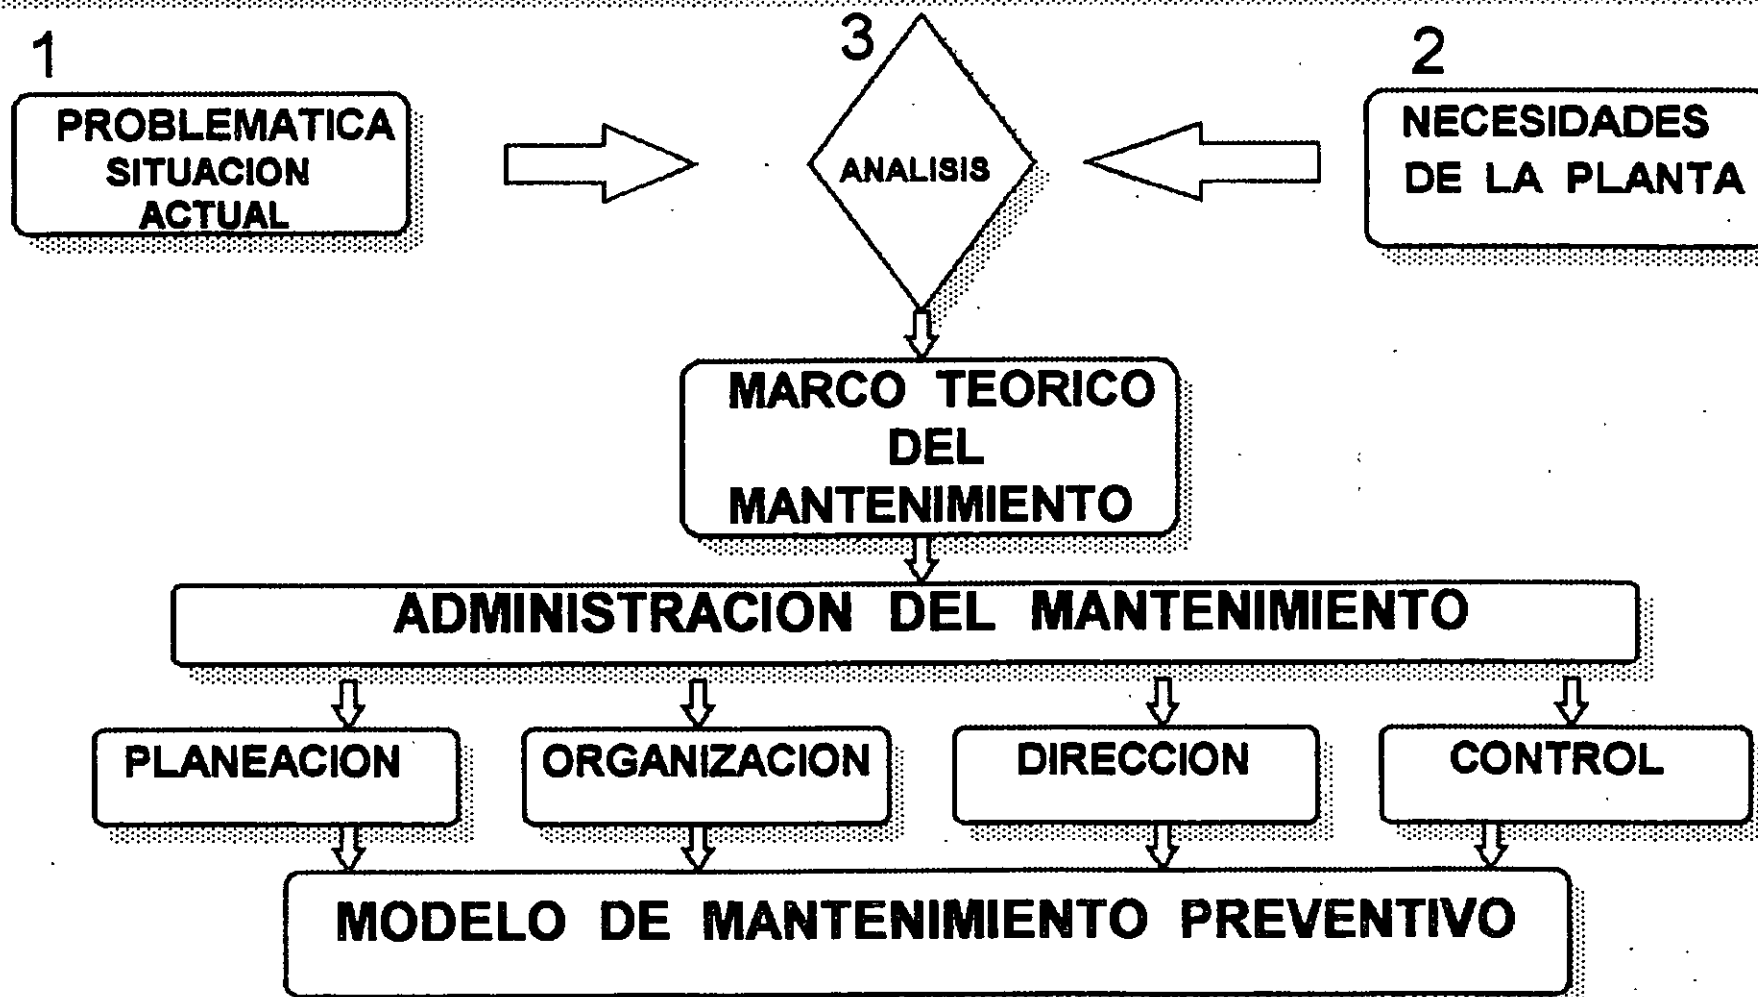 1
PROBLEMATICA
SITUACION
ACTUAL
3
ANALISIS
2
NECESIDADES
DE LA PLANTA
MARCO TEORICO
DEL
MANTENIMIENTO
ADMINISTRACION DEL MANTENIMIENTO
PLANEACION
ORGANIZACION
DIRECCION
CONTROL
MODELO DE MANTENIMIENTO PREVENTIVO